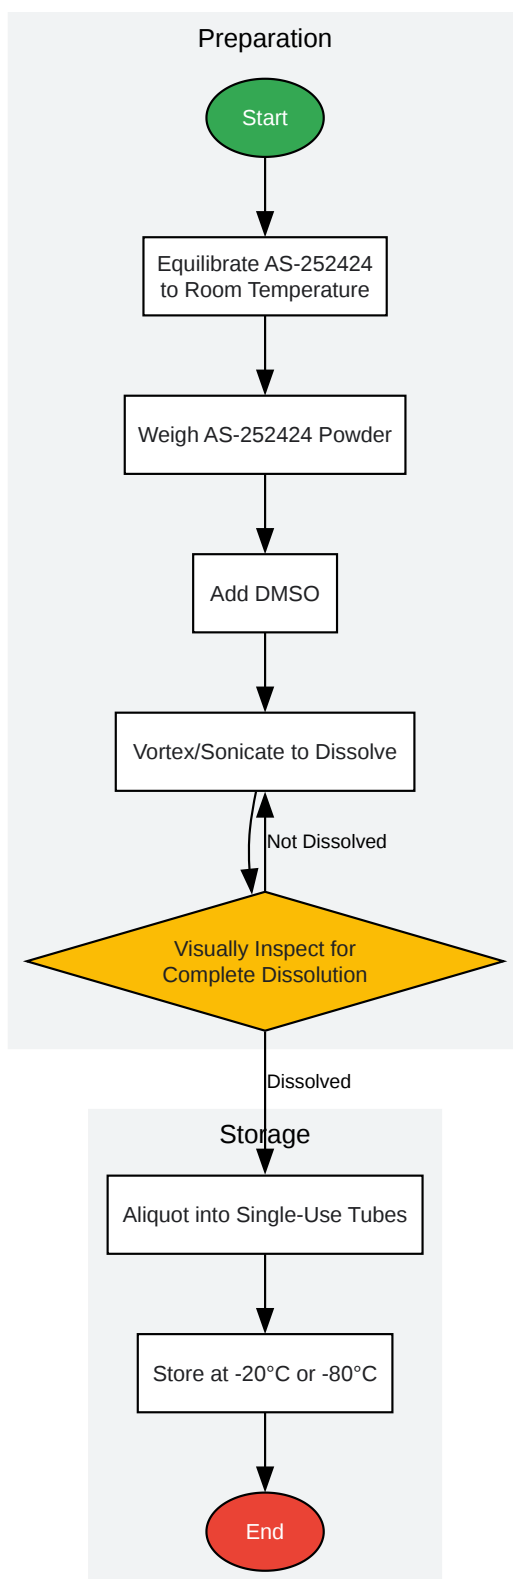 Preparation
Start
Equilibrate AS-252424
to Room Temperature
Weigh AS-252424 Powder
Add DMSO
Vortex/Sonicate to Dissolve
Not Dissolved
Visually Inspect for
Complete Dissolution
Dissolved
Storage
Aliquot into Single-Use Tubes
Store at -20°C or -80°C
End